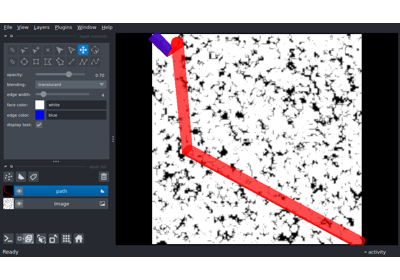 File View Layers Plugins Window Help
opacity: 0.70
blending: translucent
edge width: 4
face color: white
edge color: blue
display text: ✓
path
Image
Ready
activity